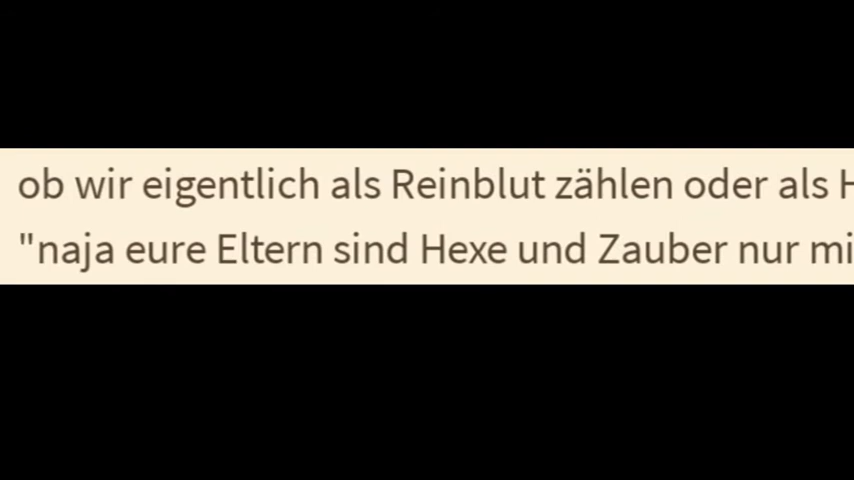 ob wir eigentlich als Reinblut zählen oder als
"naja eure Eltern sind Hexe und Zauber nur